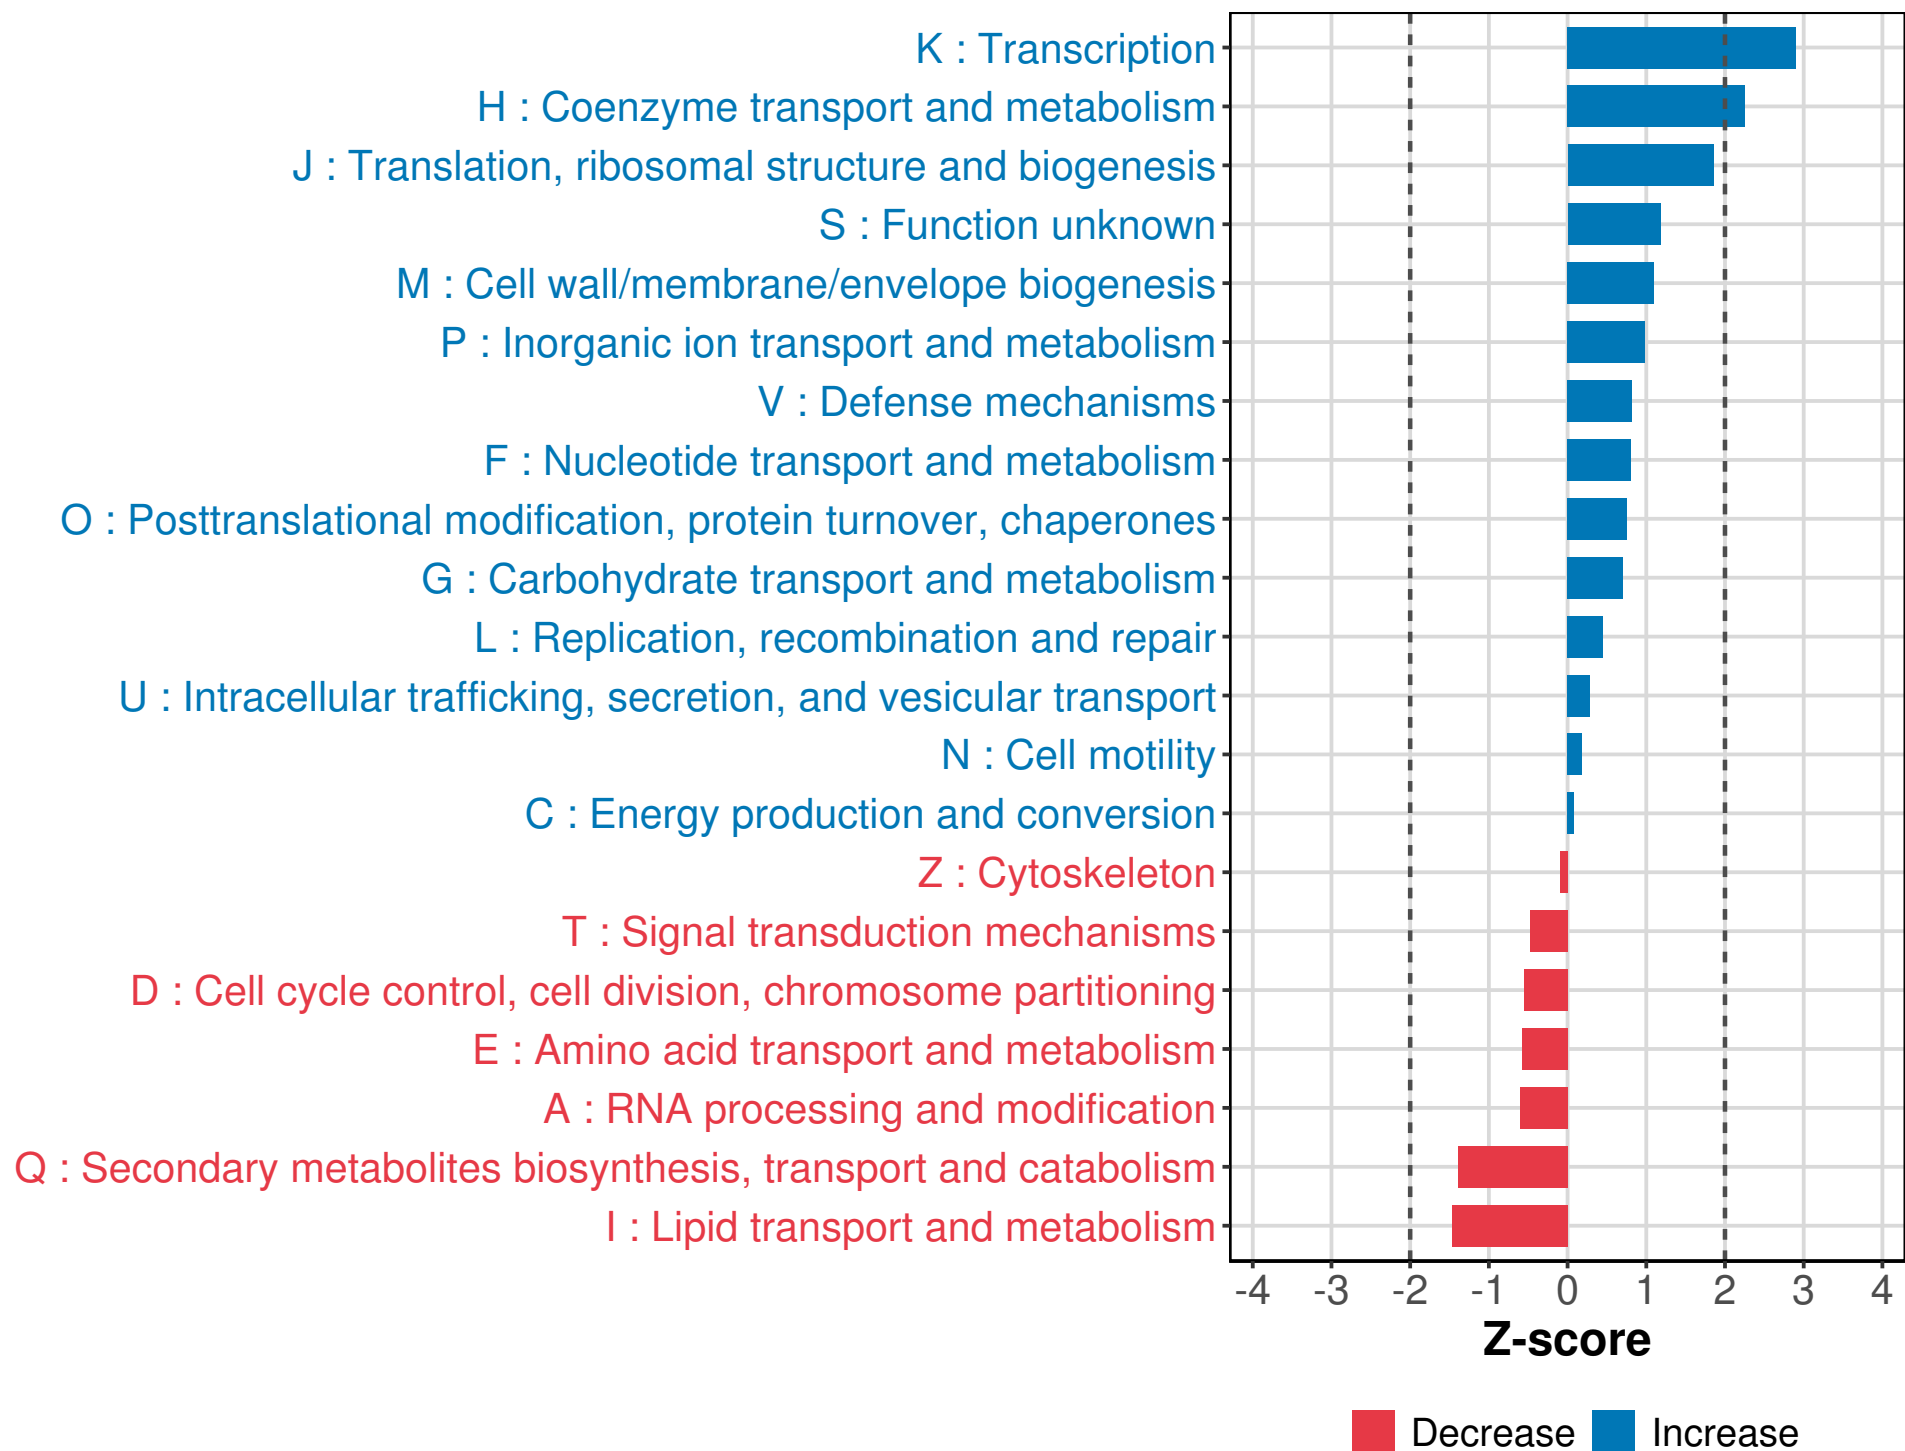 K : Transcription
H : Coenzyme transport and metabolism
J : Translation, ribosomal structure and biogenesis
S : Function unknown
M : Cell wall/membrane/envelope biogenesis
P : Inorganic ion transport and metabolism
V : Defense mechanisms
F : Nucleotide transport and metabolism
O : Posttranslational modification, protein turnover, chaperones
G : Carbohydrate transport and metabolism
L : Replication, recombination and repair
U : Intracellular trafficking, secretion, and vesicular transport
N : Cell motility
C : Energy production and conversion
Z : Cytoskeleton
T : Signal transduction mechanisms
D : Cell cycle control, cell division, chromosome partitioning
E : Amino acid transport and metabolism
A : RNA processing and modification
Q : Secondary metabolites biosynthesis, transport and catabolism
I : Lipid transport and metabolism
-4 -3 -2 -1 0 1 2 3 4
Z-score
Decrease Increase